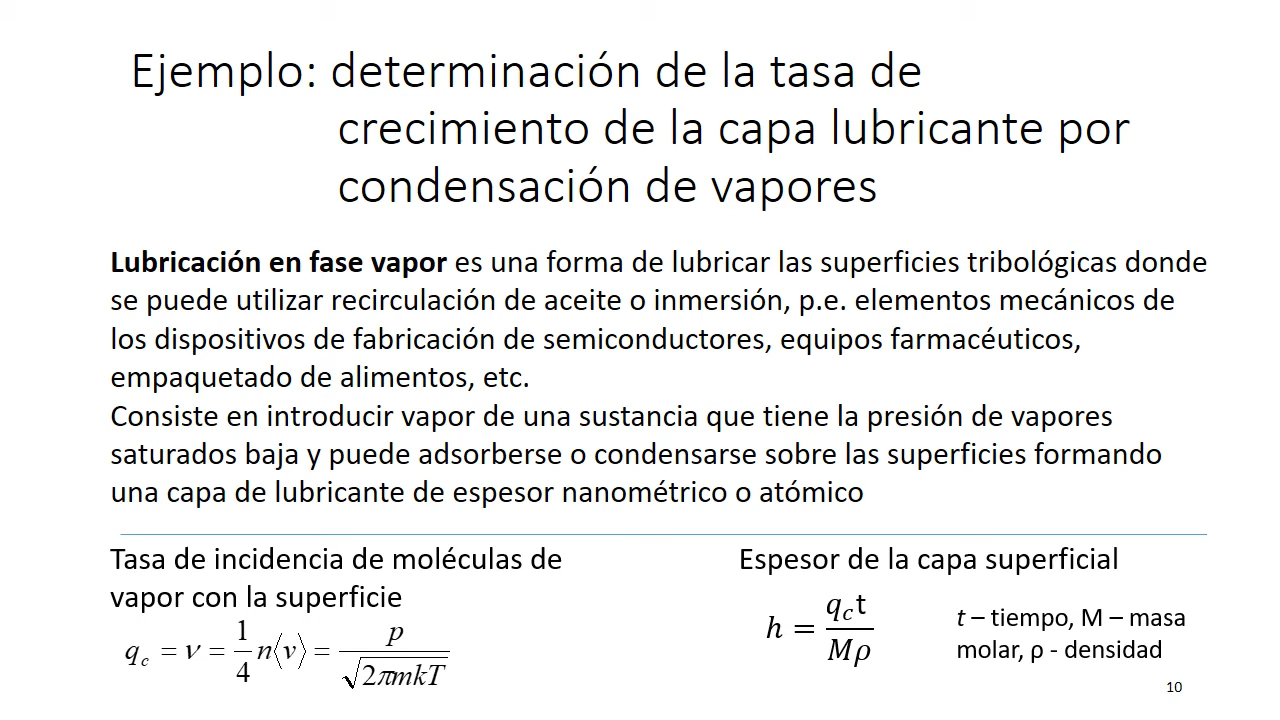 Ejemplo: determinación de la tasa de
crecimiento de la capa lubricante por
condensación de vapores
Lubricación en fase vapor es una forma de lubricar las superficies tribológicas donde
se puede utilizar recirculación de aceite o inmersión, p.e. elementos mecánicos de
los dispositivos de fabricación de semiconductores, equipos farmacéuticos,
empaquetado de alimentos, etc.
Consiste en introducir vapor de una sustancia que tiene la presión de vapores
saturados baja y puede adsorberse o condensarse sobre las superficies formando
una capa de lubricante de espesor nanométrico o atómico
Tasa de incidencia de moléculas de
vapor con la superficie
q_c = ν = 1/4 n⟨v⟩ = p/√(2πmkT)
Espesor de la capa superficial
h = q_c t/Mρ
t – tiempo, M – masa
molar, ρ - densidad
10